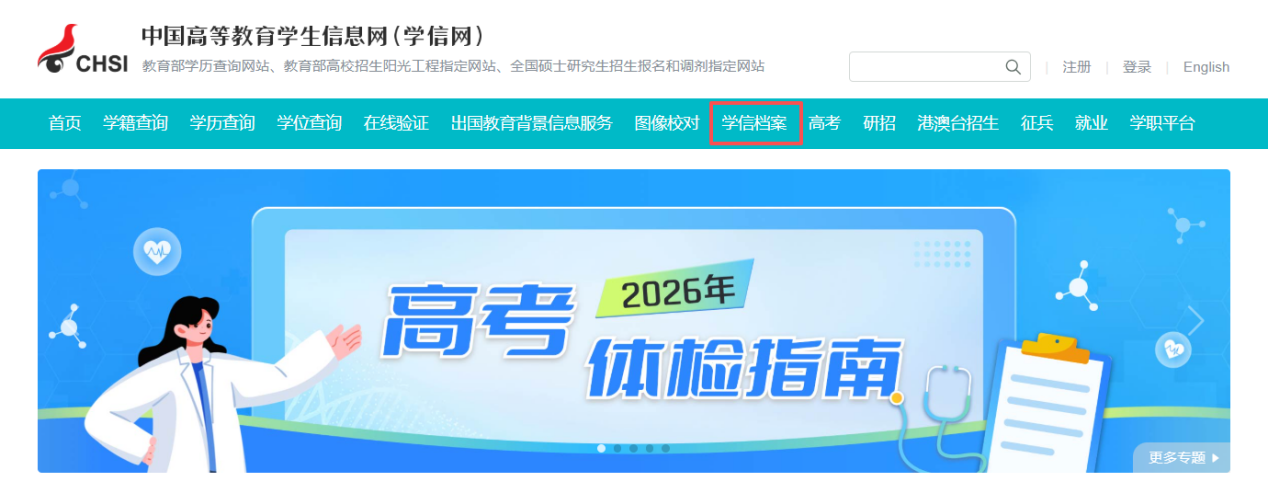 中国高等教育学生信息网(学信网)
CHSI
教育部学历查询网站、教育部高校招生阳光工程指定网站、全国硕士研究生招生报名和调剂指定网站
注册 | 登录 | English
首页 学籍查询 学历查询 学位查询 在线验证 出国教育背景信息服务 图像校对 学信档案 高考 研招 港澳台招生 征兵 就业 学职平台
高考 2026年
体检指南
更多专题